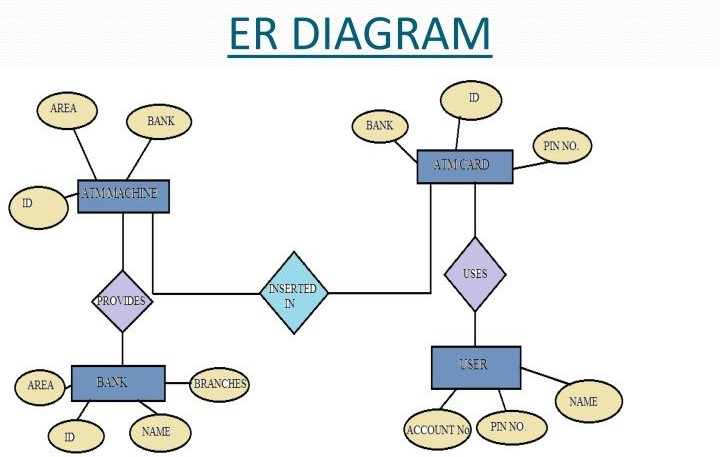 ER DIAGRAM
AREA
BANK
ID
ATM MACHINE
BANK
ID
PIN NO.
ATM CARD
PROVIDES
INSERTED
IN
USES
AREA
BANK
BRANCHES
ID
NAME
USER
NAME
ACCOUNT No
PIN NO